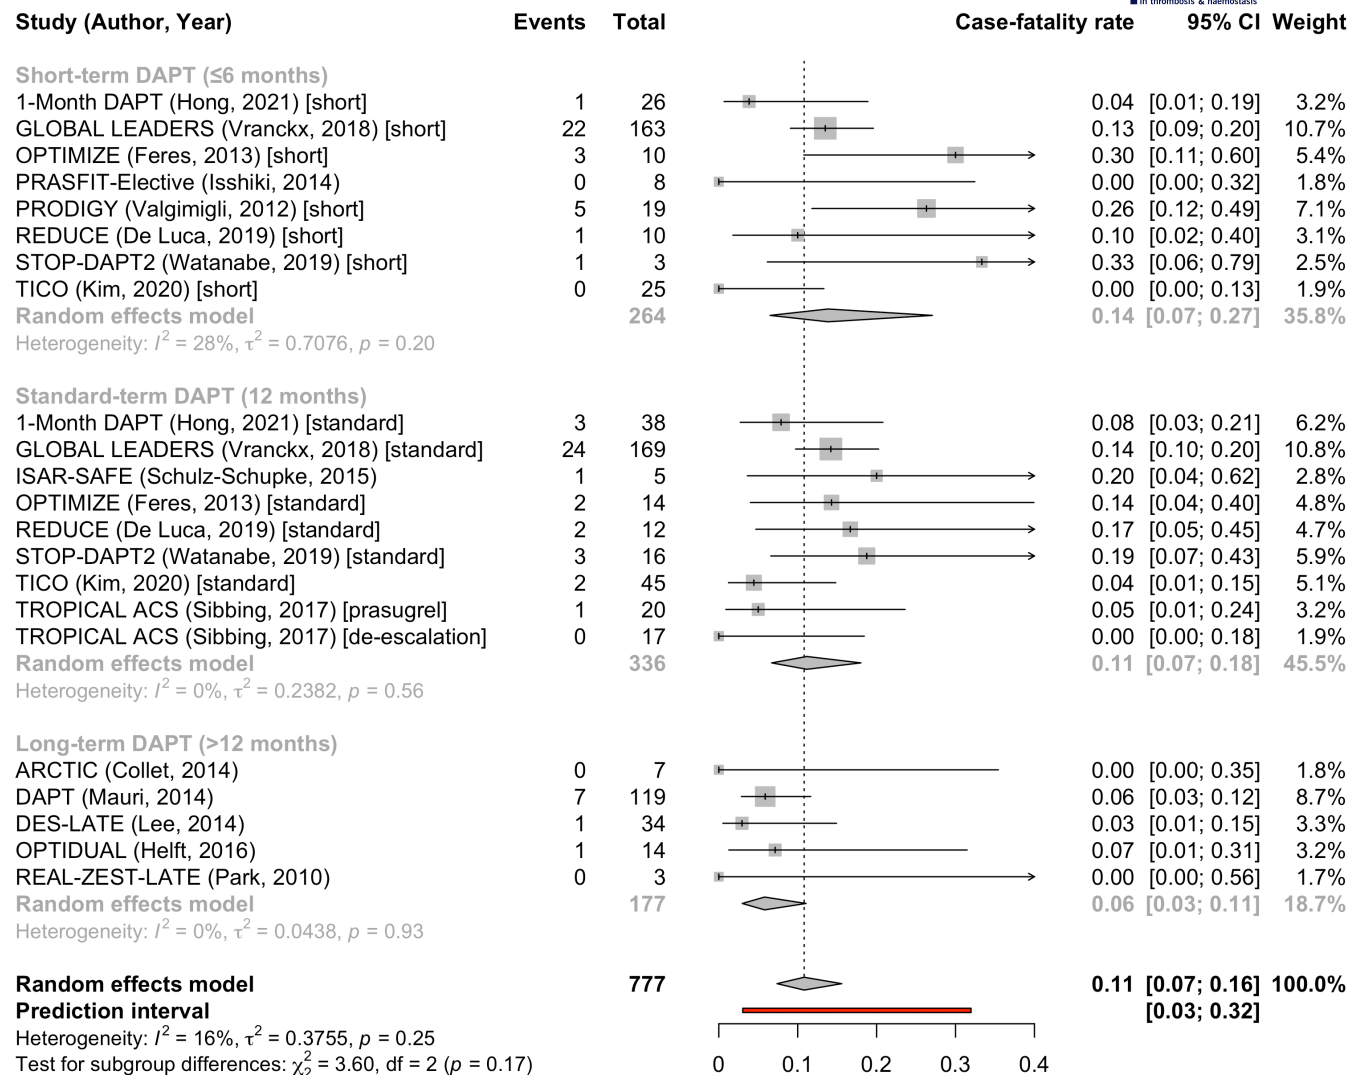 in thrombosis & haemostasis
Study (Author, Year) Events Total Case-fatality rate 95% CI Weight
Short-term DAPT (≤6 months)
1-Month DAPT (Hong, 2021) [short] 1 26 0.04 [0.01; 0.19] 3.2%
GLOBAL LEADERS (Vranckx, 2018) [short] 22 163 0.13 [0.09; 0.20] 10.7%
OPTIMIZE (Feres, 2013) [short] 3 10 0.30 [0.11; 0.60] 5.4%
PRASFIT-Elective (Isshiki, 2014) 0 8 0.00 [0.00; 0.32] 1.8%
PRODIGY (Valgimigli, 2012) [short] 5 19 0.26 [0.12; 0.49] 7.1%
REDUCE (De Luca, 2019) [short] 1 10 0.10 [0.02; 0.40] 3.1%
STOP-DAPT2 (Watanabe, 2019) [short] 1 3 0.33 [0.06; 0.79] 2.5%
TICO (Kim, 2020) [short] 0 25 0.00 [0.00; 0.13] 1.9%
Random effects model 264 0.14 [0.07; 0.27] 35.8%
Heterogeneity: I² = 28%, τ² = 0.7076, p = 0.20
Standard-term DAPT (12 months)
1-Month DAPT (Hong, 2021) [standard] 3 38 0.08 [0.03; 0.21] 6.2%
GLOBAL LEADERS (Vranckx, 2018) [standard] 24 169 0.14 [0.10; 0.20] 10.8%
ISAR-SAFE (Schulz-Schupke, 2015) 1 5 0.20 [0.04; 0.62] 2.8%
OPTIMIZE (Feres, 2013) [standard] 2 14 0.14 [0.04; 0.40] 4.8%
REDUCE (De Luca, 2019) [standard] 2 12 0.17 [0.05; 0.45] 4.7%
STOP-DAPT2 (Watanabe, 2019) [standard] 3 16 0.19 [0.07; 0.43] 5.9%
TICO (Kim, 2020) [standard] 2 45 0.04 [0.01; 0.15] 5.1%
TROPICAL ACS (Sibbing, 2017) [prasugrel] 1 20 0.05 [0.01; 0.24] 3.2%
TROPICAL ACS (Sibbing, 2017) [de-escalation] 0 17 0.00 [0.00; 0.18] 1.9%
Random effects model 336 0.11 [0.07; 0.18] 45.5%
Heterogeneity: I² = 0%, τ² = 0.2382, p = 0.56
Long-term DAPT (>12 months)
ARCTIC (Collet, 2014) 0 7 0.00 [0.00; 0.35] 1.8%
DAPT (Mauri, 2014) 7 119 0.06 [0.03; 0.12] 8.7%
DES-LATE (Lee, 2014) 1 34 0.03 [0.01; 0.15] 3.3%
OPTIDUAL (Helft, 2016) 1 14 0.07 [0.01; 0.31] 3.2%
REAL-ZEST-LATE (Park, 2010) 0 3 0.00 [0.00; 0.56] 1.7%
Random effects model 177 0.06 [0.03; 0.11] 18.7%
Heterogeneity: I² = 0%, τ² = 0.0438, p = 0.93
Random effects model 777 0.11 [0.07; 0.16] 100.0%
Prediction interval [0.03; 0.32]
Heterogeneity: I² = 16%, τ² = 0.3755, p = 0.25
Test for subgroup differences: χ²₂ = 3.60, df = 2 (p = 0.17)
0 0.1 0.2 0.3 0.4